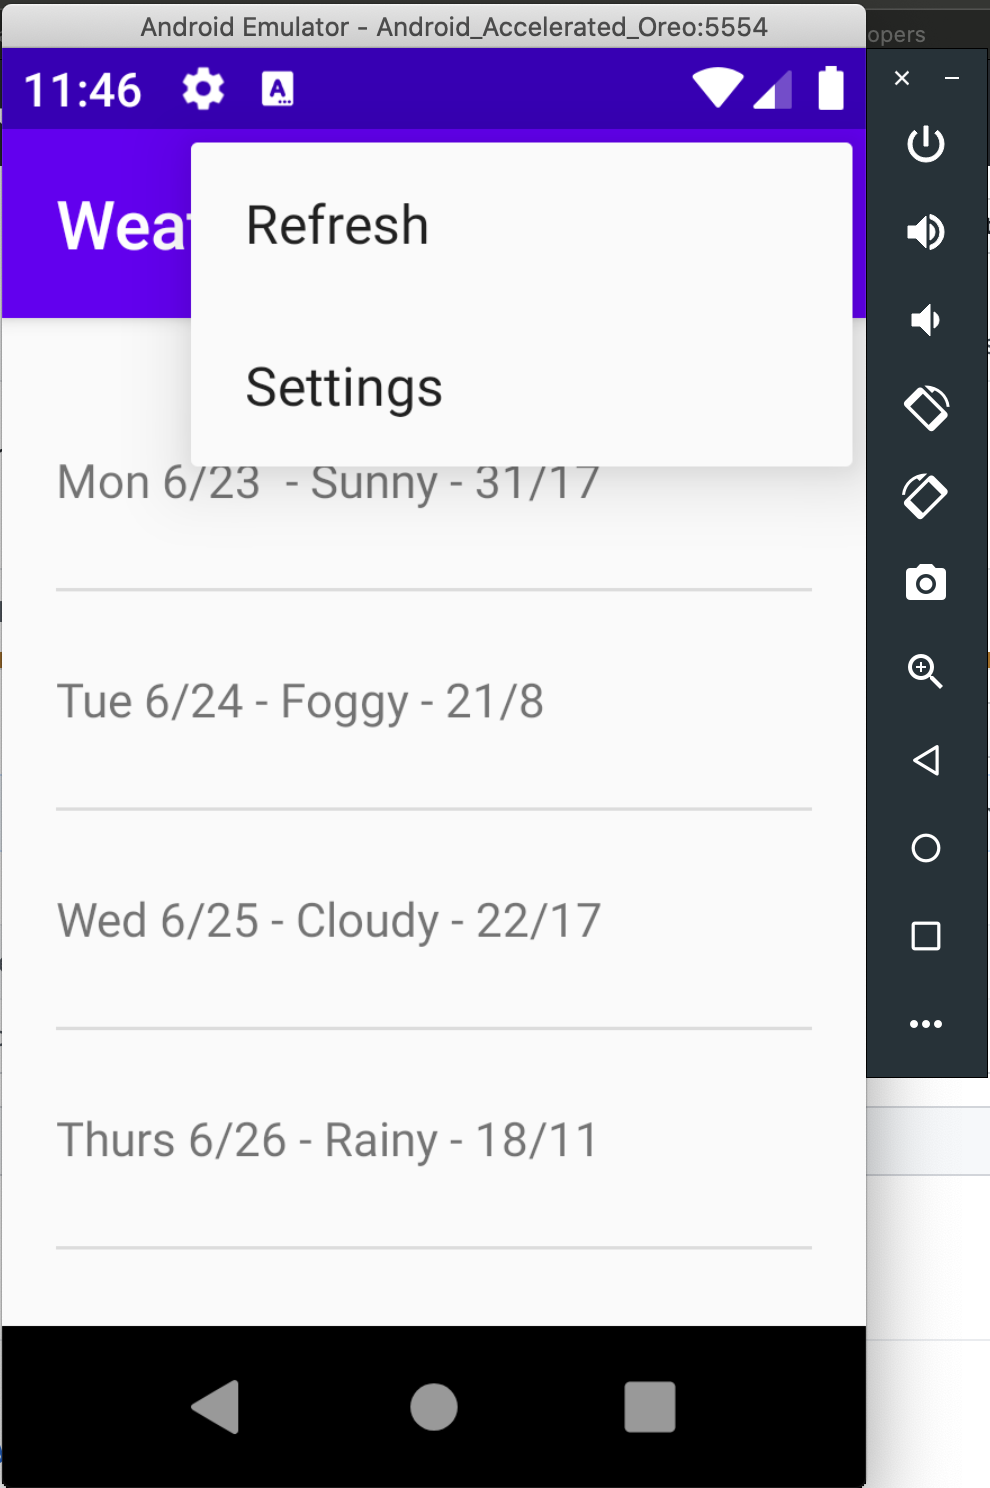 Android Emulator - Android_Accelerated_Oreo:5554
opers
11:46 A
Wea
Refresh
Settings
Mon 6/23 - Sunny - 31/17
Tue 6/24 - Foggy - 21/8
Wed 6/25 - Cloudy - 22/17
Thurs 6/26 - Rainy - 18/11